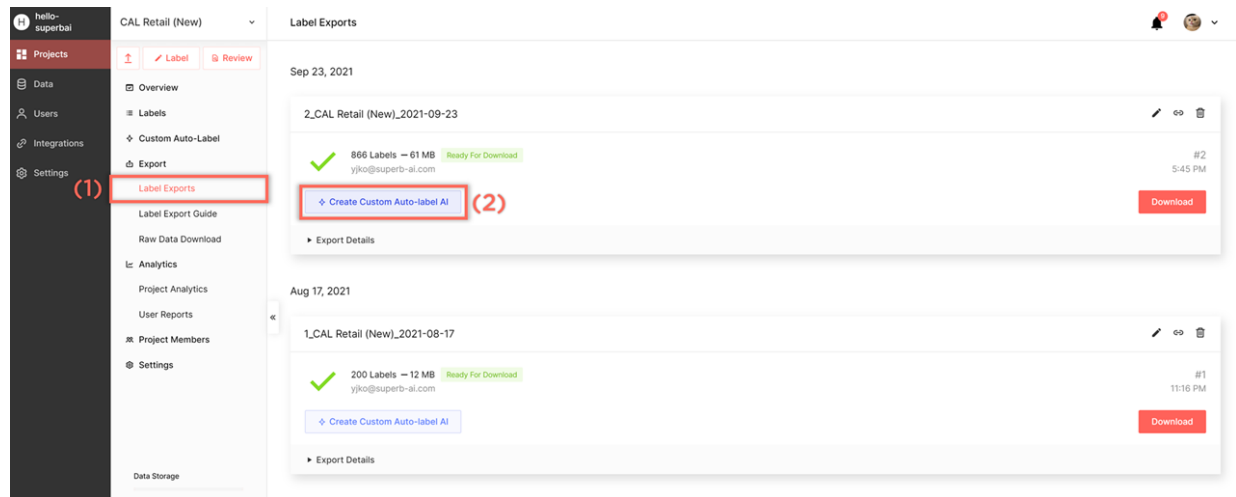 H
hello-
superbai
CAL Retail (New)
Label Exports
Projects
Label
Review
Data
Users
Integrations
Settings
Overview
Labels
Custom Auto-Label
Export
(1)
Label Exports
Label Export Guide
Raw Data Download
Analytics
Project Analytics
User Reports
Project Members
Settings
Data Storage
Sep 23, 2021
2_CAL Retail (New)_2021-09-23
866 Labels — 61 MB Ready For Download
#2
yjko@superb-ai.com
5:45 PM
Create Custom Auto-label AI
(2)
Download
Export Details
Aug 17, 2021
1_CAL Retail (New)_2021-08-17
200 Labels — 12 MB Ready For Download
#1
yjko@superb-ai.com
11:16 PM
Create Custom Auto-label AI
Download
Export Details